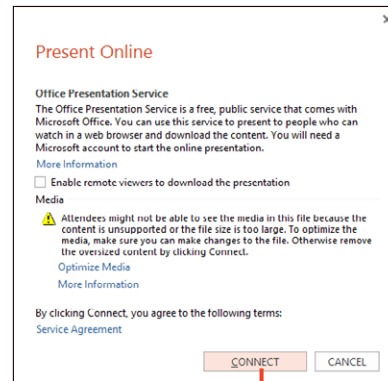 Present Online
Office Presentation Service
The Office Presentation Service is a free, public service that comes with
Microsoft Office. You can use this service to present to people who can
watch in a web browser and download the content. You will need a
Microsoft account to start the online presentation.
More Information
Enable remote viewers to download the presentation
Media
Attendees might not be able to see the media in this file because the
content is unsupported or the file size is too large. To optimize the
media, make sure you can make changes to the file. Otherwise remove
the oversized content by clicking Connect.
Optimize Media
More Information
By clicking Connect, you agree to the following terms:
Service Agreement
CONNECT CANCEL